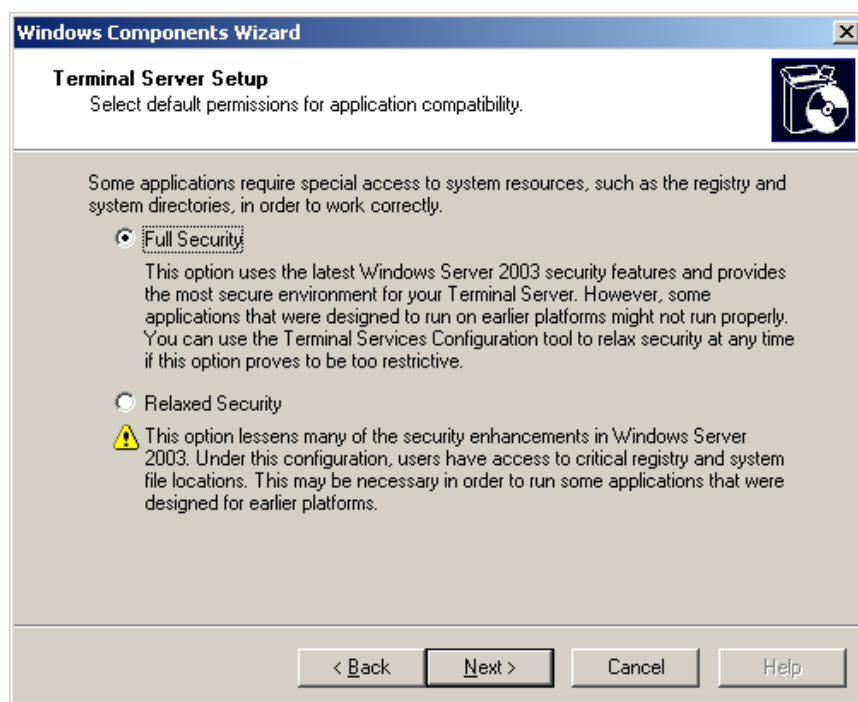 Windows Components Wizard
Terminal Server Setup
Select default permissions for application compatibility.
Some applications require special access to system resources, such as the registry and
system directories, in order to work correctly.
Full Security
This option uses the latest Windows Server 2003 security features and provides
the most secure environment for your Terminal Server. However, some
applications that were designed to run on earlier platforms might not run properly.
You can use the Terminal Services Configuration tool to relax security at any time
if this option proves to be too restrictive.
Relaxed Security
This option lessens many of the security enhancements in Windows Server
2003. Under this configuration, users have access to critical registry and system
file locations. This may be necessary in order to run some applications that were
designed for earlier platforms.
< Back Next > Cancel Help